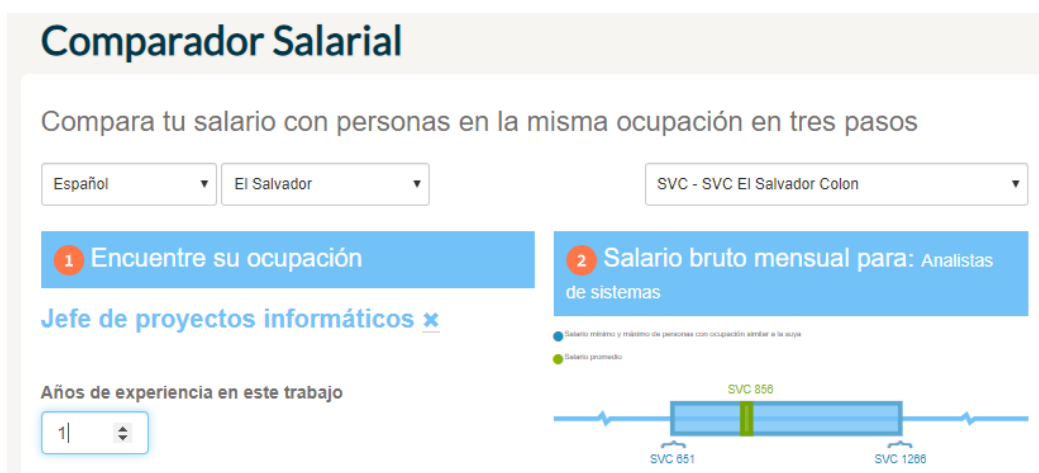 Comparador Salarial
Compara tu salario con personas en la misma ocupación en tres pasos
Español
El Salvador
SVC - SVC El Salvador Colon
1 Encuentre su ocupación
Jefe de proyectos informáticos ×
Años de experiencia en este trabajo
1
2 Salario bruto mensual para: Analistas
de sistemas
Salario mínimo y máximo de personas con ocupación similar a la suya
Salario promedio
SVC 856
SVC 651
SVC 1266